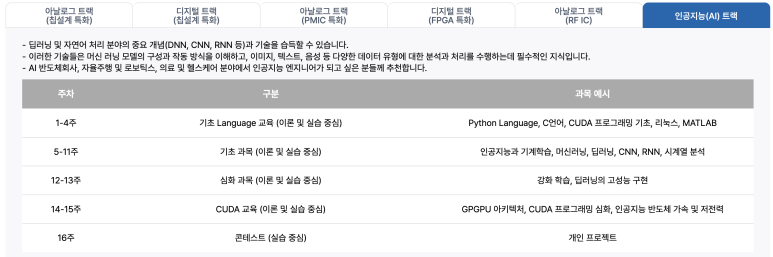 아날로그 트랙
(칩설계 특화)
디지털 트랙
(칩설계 특화)
아날로그 트랙
(PMIC 특화)
디지털 트랙
(FPGA 특화)
아날로그 트랙
(RF IC)
인공지능(AI) 트랙
- 딥러닝 및 자연어 처리 분야의 중요 개념(DNN, CNN, RNN 등)과 기술을 습득할 수 있습니다.
- 이러한 기술들은 머신 러닝 모델의 구성과 작동 방식을 이해하고, 이미지, 텍스트, 음성 등 다양한 데이터 유형에 대한 분석과 처리를 수행하는데 필수적인 지식입니다.
- AI 반도체회사, 자율주행 및 로보틱스, 의료 및 헬스케어 분야에서 인공지능 엔지니어가 되고 싶은 분들께 추천합니다.
주차 구분 과목 예시
1-4주 기초 Language 교육 (이론 및 실습 중심) Python Language, C언어, CUDA 프로그래밍 기초, 리눅스, MATLAB
5-11주 기초 과목 (이론 및 실습 중심) 인공지능과 기계학습, 머신러닝, 딥러닝, CNN, RNN, 시계열 분석
12-13주 심화 과목 (이론 및 실습 중심) 강화 학습, 딥러닝의 고성능 구현
14-15주 CUDA 교육 (이론 및 실습 중심) GPGPU 아키텍처, CUDA 프로그래밍 심화, 인공지능 반도체 가속 및 저전력
16주 콘테스트 (실습 중심) 개인 프로젝트